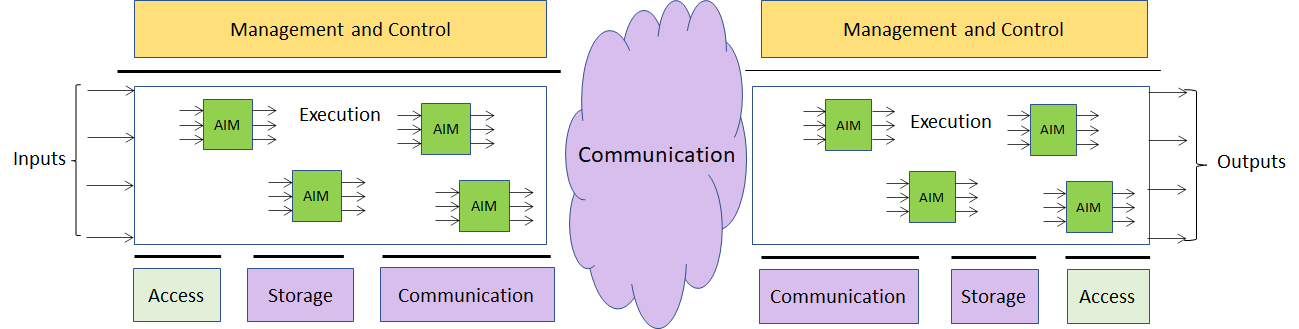 Management and Control
Management and Control
Inputs
AIM
Execution
AIM
AIM
AIM
Communication
AIM
Execution
AIM
AIM
AIM
Outputs
Access
Storage
Communication
Communication
Storage
Access